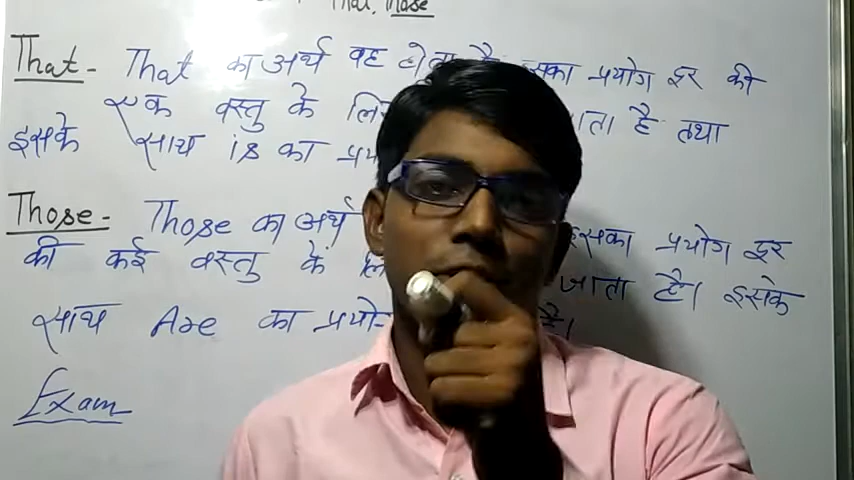 That, Those
That - That का अर्थ वह होता है उसका प्रयोग दूर की
एक वस्तु के जाता है तथा
इसके साथ is का
Those - Those का अर्थ इसका प्रयोग दूर
की कई वस्तु के जाता है। इसके
साथ Are का प्रयो है।
Exam